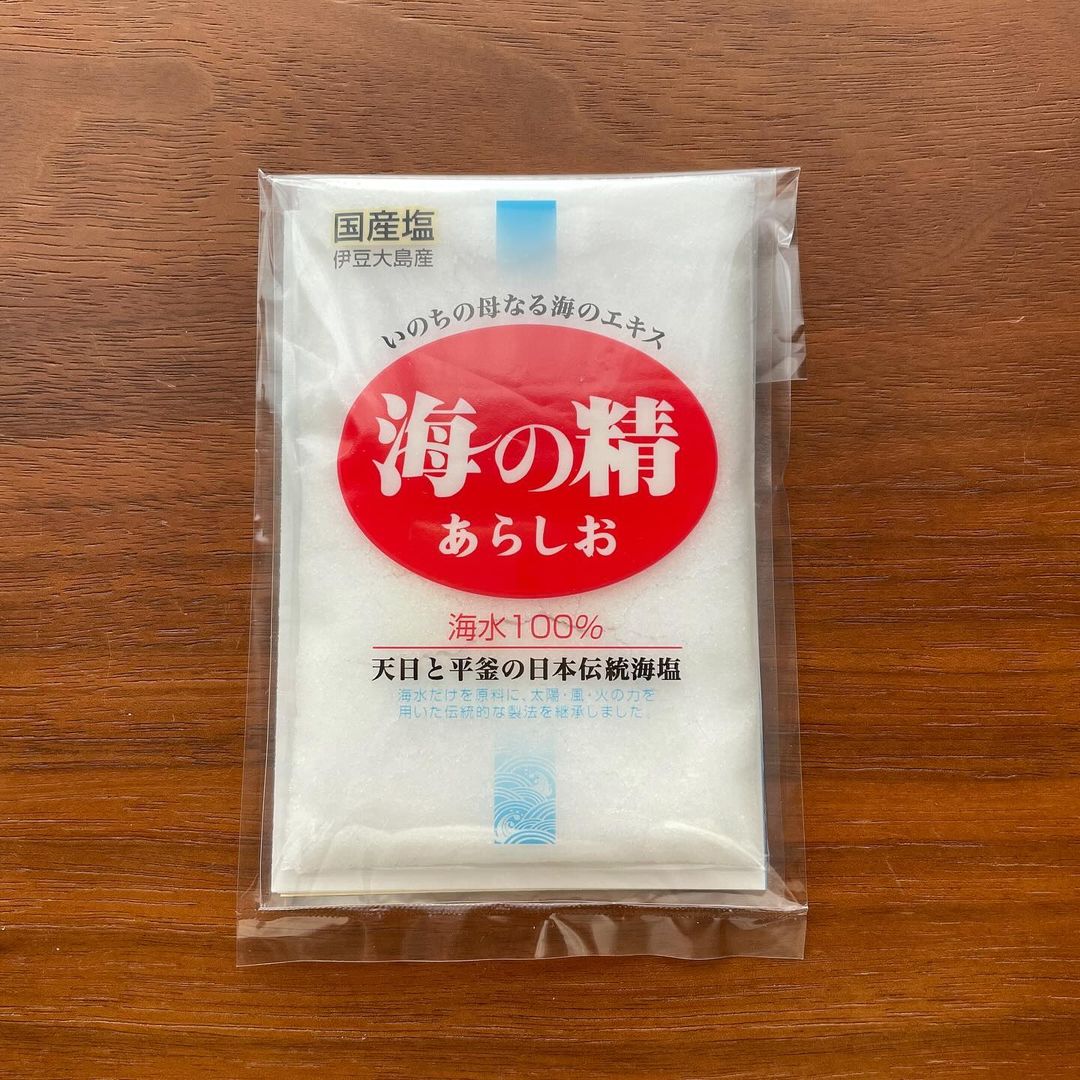 国産塩
伊豆大島産
いのちの母なる海のエキス
海の精
あらしお
海水100%
天日と平釜の日本伝統海塩
海水だけを原料に、太陽・風・火の力を
用いた伝統的な製法を継承しました。